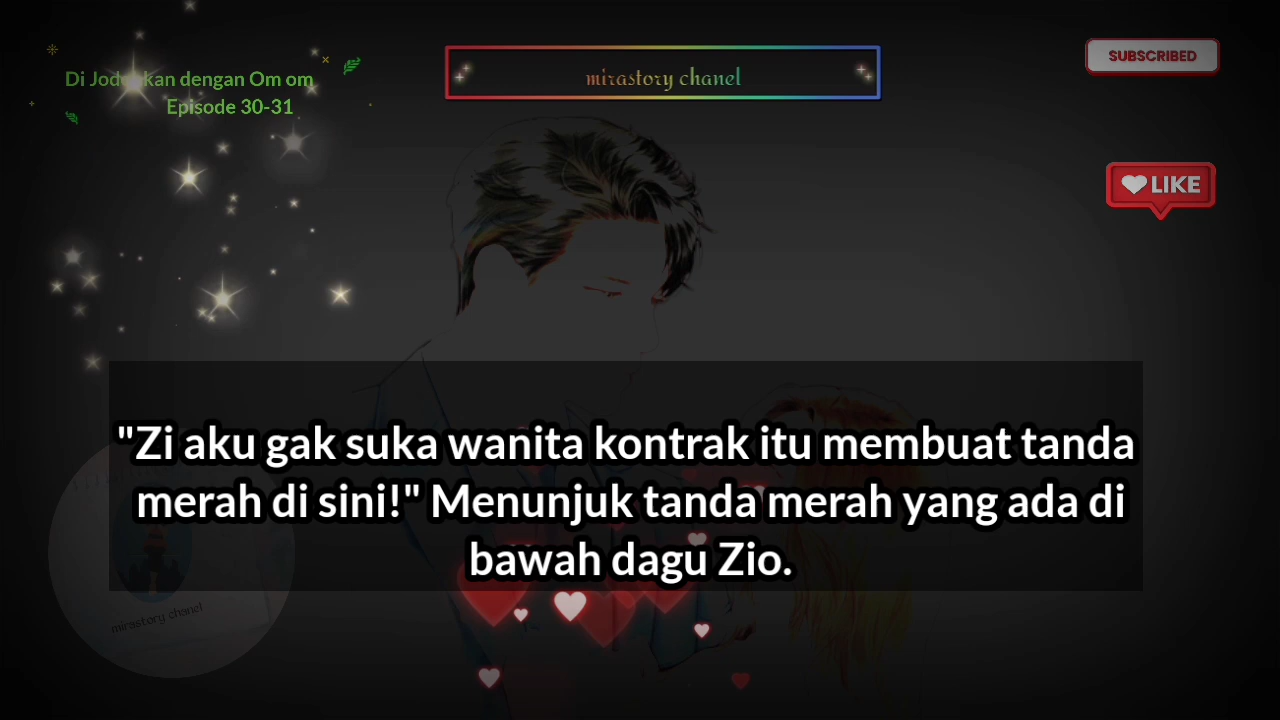 Di Jodohkan dengan Om om
Episode 30-31
mirastory chanel
SUBSCRIBED
LIKE
"Zi aku gak suka wanita kontrak itu membuat tanda
merah di sini!" Menunjuk tanda merah yang ada di
bawah dagu Zio.
mirastory chanel